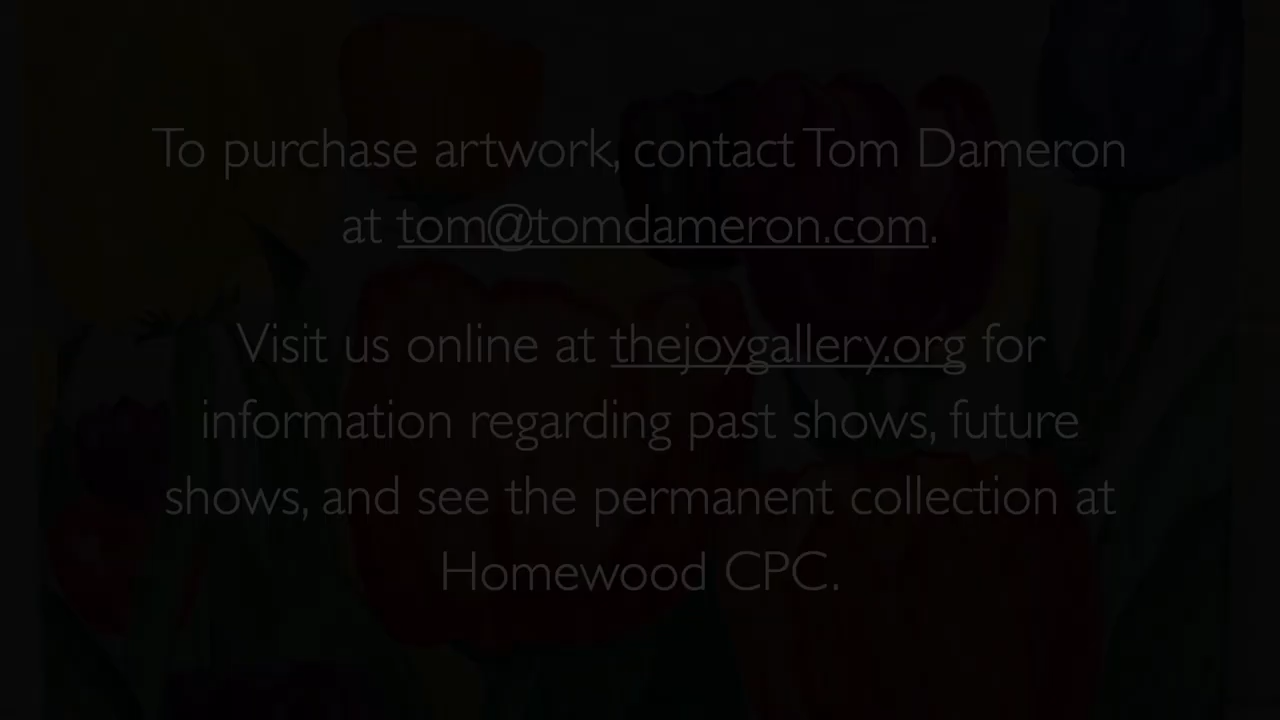 To purchase artwork, contact Tom Dameron
at tom@tomdameron.com.
Visit us online at thejoygallery.org for
information regarding past shows, future
shows, and see the permanent collection at
Homewood CPC.